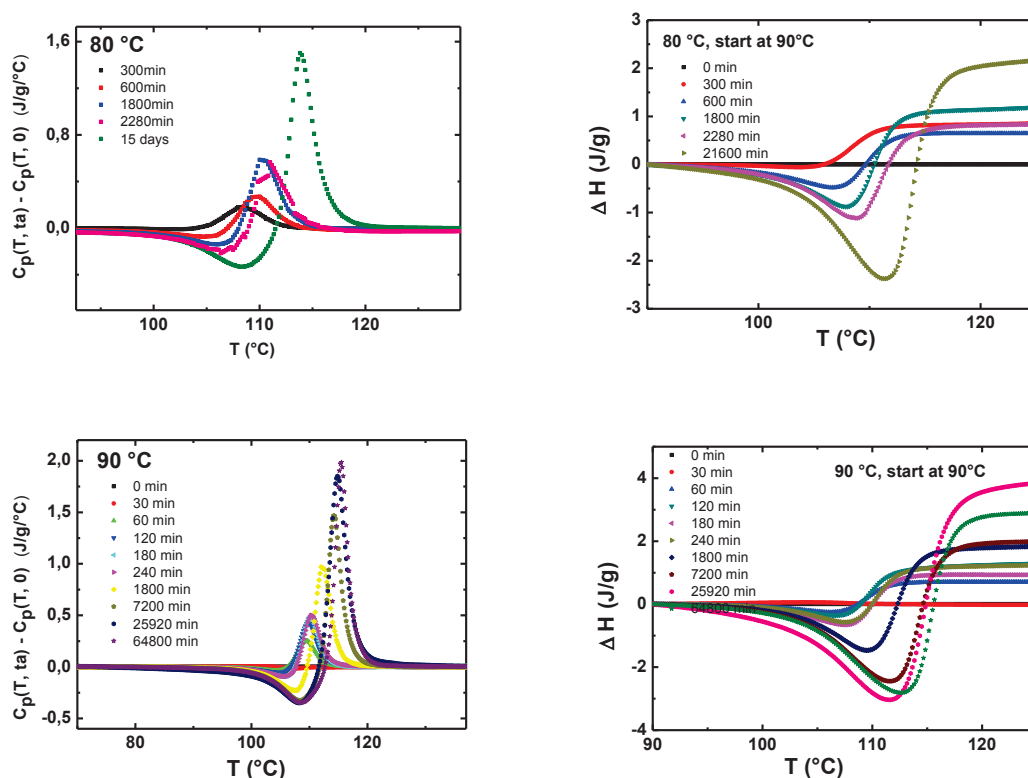 80 °C
300min
600min
1800min
2280min
15 days
1,6
0,8
0,0
100
110
120
T (°C)
Cp(T, ta) - Cp(T, 0) (J/g/°C)
80 °C, start at 90°C
0 min
300 min
600 min
1800 min
2280 min
21600 min
3
2
1
0
-1
-2
-3
100
120
T (°C)
Δ H (J/g)
90 °C
0 min
30 min
60 min
120 min
180 min
240 min
1800 min
7200 min
25920 min
64800 min
2,0
1,5
1,0
0,5
0,0
-0,5
80
100
120
T (°C)
Cp(T, ta) - Cp(T, 0) (J/g/°C)
90 °C, start at 90°C
0 min
30 min
60 min
120 min
180 min
240 min
1800 min
7200 min
25920 min
64800 min
4
2
0
-2
-4
90
100
110
120
T (°C)
Δ H (J/g)